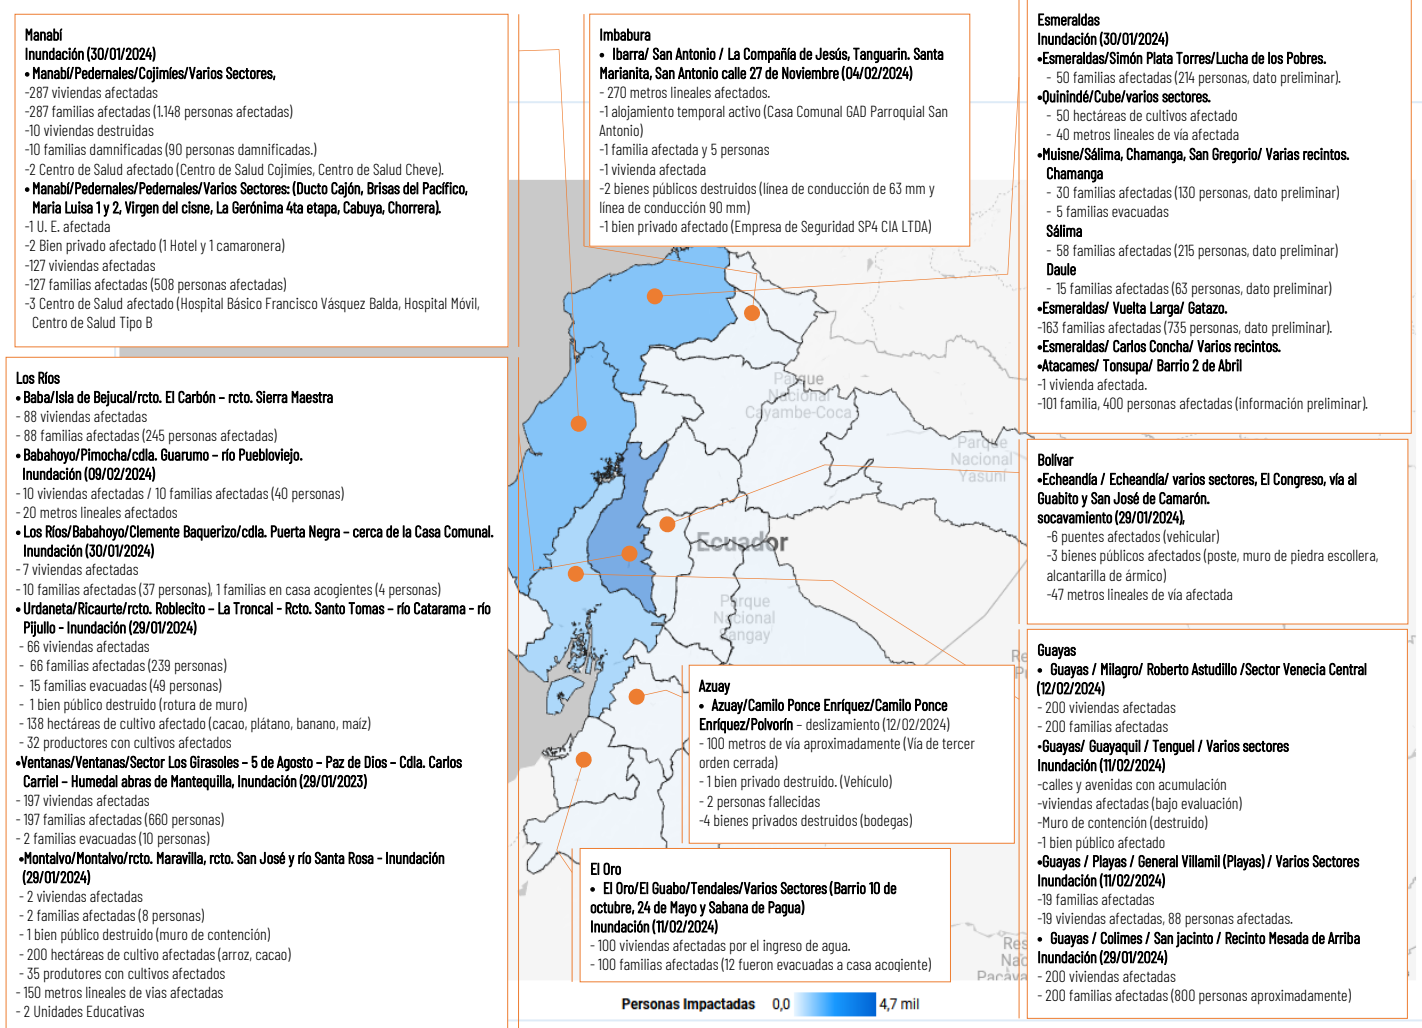 Manabí
Inundación (30/01/2024)
• Manabí/Pedernales/Cojimíes/Varios Sectores,
-287 viviendas afectadas
-287 familias afectadas (1.148 personas afectadas)
-10 viviendas destruidas
-10 familias damnificadas (90 personas damnificadas.)
-2 Centro de Salud afectado (Centro de Salud Cojimíes, Centro de Salud Cheve).
• Manabí/Pedernales/Pedernales/Varios Sectores: (Ducto Cajón, Brisas del Pacífico,
Maria Luisa 1 y 2, Virgen del cisne, La Gerónima 4ta etapa, Cabuya, Chorrera).
-1 U. E. afectada
-2 Bien privado afectado (1 Hotel y 1 camaronera)
-127 viviendas afectadas
-127 familias afectadas (508 personas afectadas)
-3 Centro de Salud afectado (Hospital Básico Francisco Vásquez Balda, Hospital Móvil,
Centro de Salud Tipo B
Los Ríos
• Baba/Isla de Bejucal/rcto. El Carbón – rcto. Sierra Maestra
- 88 viviendas afectadas
- 88 familias afectadas (245 personas afectadas)
• Babahoyo/Pimocha/cdla. Guarumo – río Puebloviejo.
Inundación (09/02/2024)
- 10 viviendas afectadas / 10 familias afectadas (40 personas)
- 20 metros lineales afectados
• Los Ríos/Babahoyo/Clemente Baquerizo/cdla. Puerta Negra – cerca de la Casa Comunal.
Inundación (30/01/2024)
- 7 viviendas afectadas
- 10 familias afectadas (37 personas), 1 familias en casa acogientes (4 personas)
• Urdaneta/Ricaurte/rcto. Roblecito – La Troncal - Rcto. Santo Tomas – río Catarama - río
Pijullo - Inundación (29/01/2024)
- 66 viviendas afectadas
- 66 familias afectadas (239 personas)
- 15 familias evacuadas (49 personas)
- 1 bien público destruido (rotura de muro)
- 138 hectáreas de cultivo afectado (cacao, plátano, banano, maíz)
- 32 productores con cultivos afectados
•Ventanas/Ventanas/Sector Los Girasoles – 5 de Agosto – Paz de Dios – Cdla. Carlos
Carriel – Humedal abras de Mantequilla, Inundación (29/01/2023)
- 197 viviendas afectadas
- 197 familias afectadas (660 personas)
- 2 familias evacuadas (10 personas)
•Montalvo/Montalvo/rcto. Maravilla, rcto. San José y río Santa Rosa - Inundación
(29/01/2024)
- 2 viviendas afectadas
- 2 familias afectadas (8 personas)
- 1 bien público destruido (muro de contención)
- 200 hectáreas de cultivo afectadas (arroz, cacao)
- 35 produtores con cultivos afectados
- 150 metros lineales de vias afectadas
- 2 Unidades Educativas
Imbabura
• Ibarra/ San Antonio / La Compañía de Jesús, Tanguarin. Santa
Marianita, San Antonio calle 27 de Noviembre (04/02/2024)
- 270 metros lineales afectados.
-1 alojamiento temporal activo (Casa Comunal GAD Parroquial San
Antonio)
-1 familia afectada y 5 personas
-1 vivienda afectada
-2 bienes públicos destruidos (línea de conducción de 63 mm y
línea de conducción 90 mm)
-1 bien privado afectado (Empresa de Seguridad SP4 CIA LTDA)
Parque
Nacional
Cayambe-Coca
Parque
Nacional
Yasuní
Ecuador
Parque
Nacional
Sangay
Azuay
• Azuay/Camilo Ponce Enríquez/Camilo Ponce
Enríquez/Polvorín – deslizamiento (12/02/2024)
- 100 metros de vía aproximadamente (Vía de tercer
orden cerrada)
- 1 bien privado destruido. (Vehículo)
- 2 personas fallecidas
-4 bienes privados destruidos (bodegas)
El Oro
• El Oro/El Guabo/Tendales/Varios Sectores (Barrio 10 de
octubre, 24 de Mayo y Sabana de Pagua)
Inundación (11/02/2024)
- 100 viviendas afectadas por el ingreso de agua.
- 100 familias afectadas (12 fueron evacuadas a casa acogiente)
Personas Impactadas 0,0 4,7 mil
Esmeraldas
Inundación (30/01/2024)
•Esmeraldas/Simón Plata Torres/Lucha de los Pobres.
- 50 familias afectadas (214 personas, dato preliminar).
•Quinindé/Cube/varios sectores.
- 50 hectáreas de cultivos afectado
- 40 metros lineales de vía afectada
•Muisne/Sálima, Chamanga, San Gregorio/ Varias recintos.
Chamanga
- 30 familias afectadas (130 personas, dato preliminar)
- 5 familias evacuadas
Sálima
- 58 familias afectadas (215 personas, dato preliminar)
Daule
- 15 familias afectadas (63 personas, dato preliminar)
•Esmeraldas/ Vuelta Larga/ Gatazo.
-163 familias afectadas (735 personas, dato preliminar).
•Esmeraldas/ Carlos Concha/ Varios recintos.
•Atacames/ Tonsupa/ Barrio 2 de Abril
-1 vivienda afectada.
-101 familia, 400 personas afectadas (información preliminar).
Bolívar
•Echeandía / Echeandía/ varios sectores, El Congreso, vía al
Guabito y San José de Camarón.
socavamiento (29/01/2024),
-6 puentes afectados (vehicular)
-3 bienes públicos afectados (poste, muro de piedra escollera,
alcantarilla de ármico)
-47 metros lineales de vía afectada
Guayas
• Guayas / Milagro/ Roberto Astudillo /Sector Venecia Central
(12/02/2024)
- 200 viviendas afectadas
- 200 familias afectadas
•Guayas/ Guayaquil / Tenguel / Varios sectores
Inundación (11/02/2024)
-calles y avenidas con acumulación
-viviendas afectadas (bajo evaluación)
-Muro de contención (destruido)
-1 bien público afectado
•Guayas / Playas / General Villamil (Playas) / Varios Sectores
Inundación (11/02/2024)
-19 familias afectadas
-19 viviendas afectadas, 88 personas afectadas.
• Guayas / Colimes / San jacinto / Recinto Mesada de Arriba
Inundación (29/01/2024)
- 200 viviendas afectadas
- 200 familias afectadas (800 personas aproximadamente)